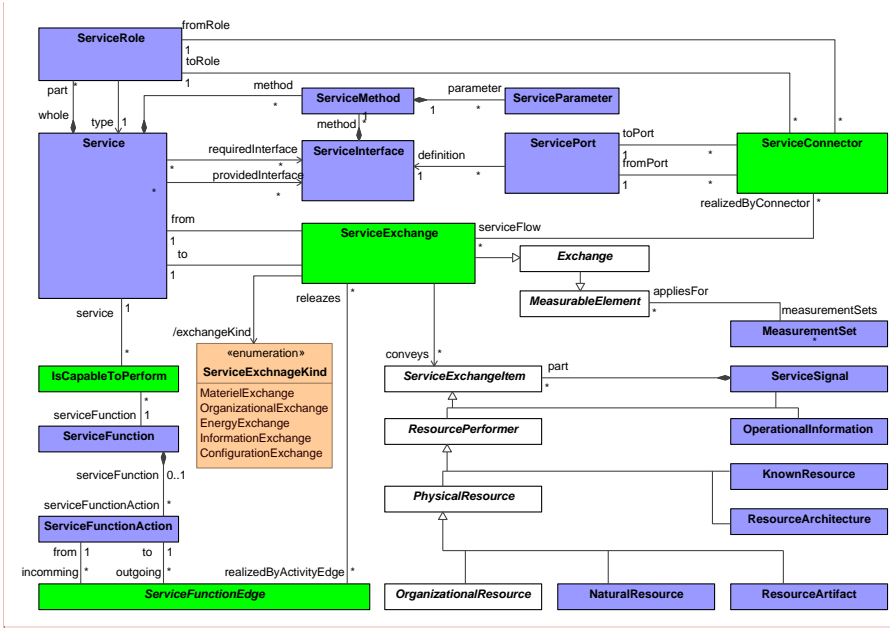 fromRole
ServiceRole
1
toRole
1
part
*
method
ServiceMethod
parameter
ServiceParameter
whole
type
1
*
1
*
*
*
Service
method
*
1
requiredInterface
ServiceInterface
definition
ServicePort
toPort
ServiceConnector
*
*
1
*
providedInterface
fromPort
*
*
1
*
1
*
realizedByConnector
*
from
ServiceExchange
serviceFlow
1
*
Exchange
to
1
releazes
*
MeasurableElement
appliesFor
*
measurementSets
service
1
/exchangeKind
MeasurementSet
*
«enumeration»
ServiceExchnageKind
MaterielExchange
OrganizationalExchange
EnergyExchange
InformationExchange
ConfigurationExchange
*
conveys
*
IsCapableToPerform
ServiceExchangeItem
part
*
ServiceSignal
*
serviceFunction
1
ServiceFunction
ResourcePerformer
OperationalInformation
serviceFunction
0..1
KnownResource
PhysicalResource
serviceFunctionAction
*
ServiceFunctionAction
ResourceArchitecture
from
1
to
1
incomming
*
outgoing
*
realizedByActivityEdge
*
ServiceFunctionEdge
OrganizationalResource
NaturalResource
ResourceArtifact